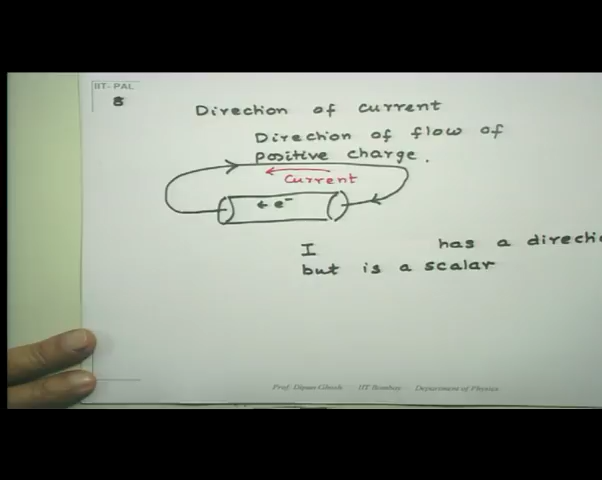 IIT-PAL
8
Direction of current
Direction of flow of
positive charge.
Current
← e⁻
I has a directi
but is a scalar
Prof. Dipan Ghosh IIT Bombay Department of Physics